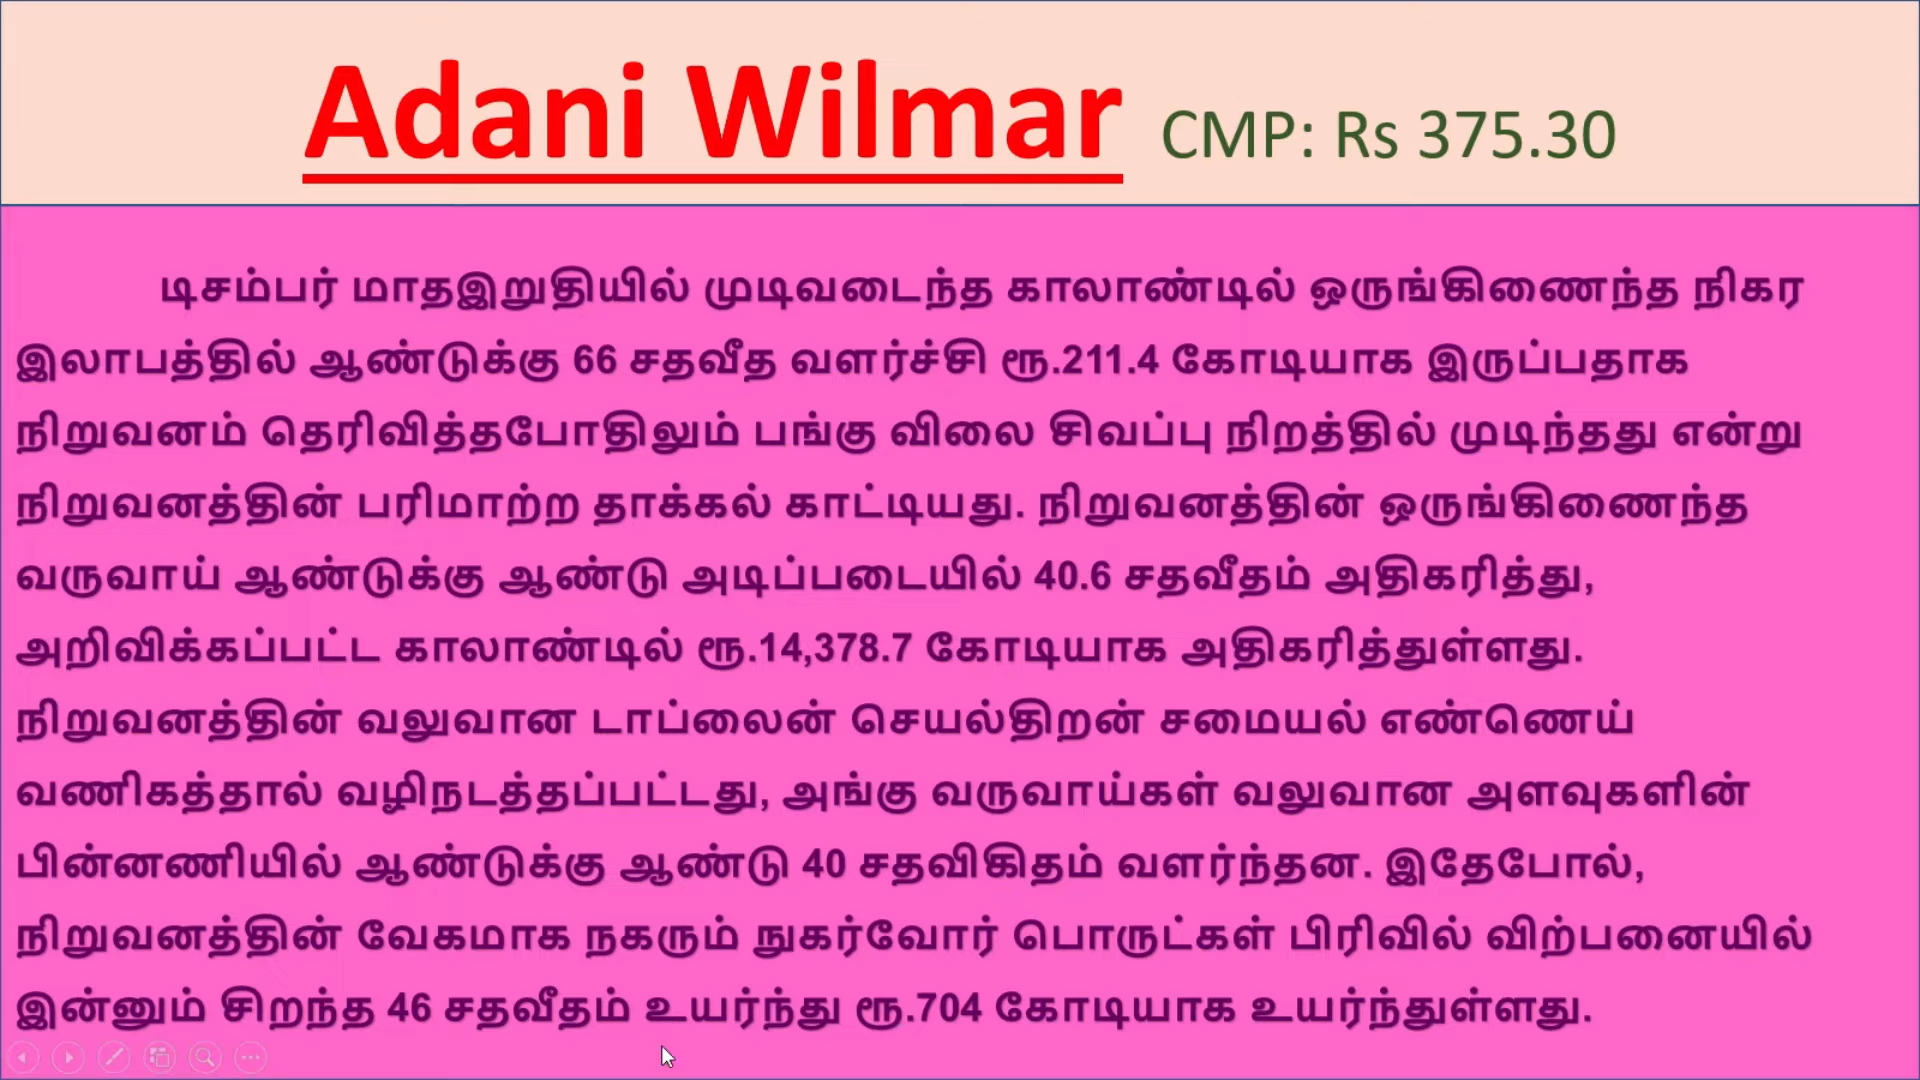 Adani Wilmar CMP: Rs 375.30
டிசம்பர் மாதஇறுதியில் முடிவடைந்த காலாண்டில் ஒருங்கிணைந்த நிகர
இலாபத்தில் ஆண்டுக்கு 66 சதவீத வளர்ச்சி ரூ.211.4 கோடியாக இருப்பதாக
நிறுவனம் தெரிவித்தபோதிலும் பங்கு விலை சிவப்பு நிறத்தில் முடிந்தது என்று
நிறுவனத்தின் பரிமாற்ற தாக்கல் காட்டியது. நிறுவனத்தின் ஒருங்கிணைந்த
வருவாய் ஆண்டுக்கு ஆண்டு அடிப்படையில் 40.6 சதவீதம் அதிகரித்து,
அறிவிக்கப்பட்ட காலாண்டில் ரூ.14,378.7 கோடியாக அதிகரித்துள்ளது.
நிறுவனத்தின் வலுவான டாப்லைன் செயல்திறன் சமையல் எண்ணெய்
வணிகத்தால் வழிநடத்தப்பட்டது, அங்கு வருவாய்கள் வலுவான அளவுகளின்
பின்னணியில் ஆண்டுக்கு ஆண்டு 40 சதவிகிதம் வளர்ந்தன. இதேபோல்,
நிறுவனத்தின் வேகமாக நகரும் நுகர்வோர் பொருட்கள் பிரிவில் விற்பனையில்
இன்னும் சிறந்த 46 சதவீதம் உயர்ந்து ரூ.704 கோடியாக உயர்ந்துள்ளது.